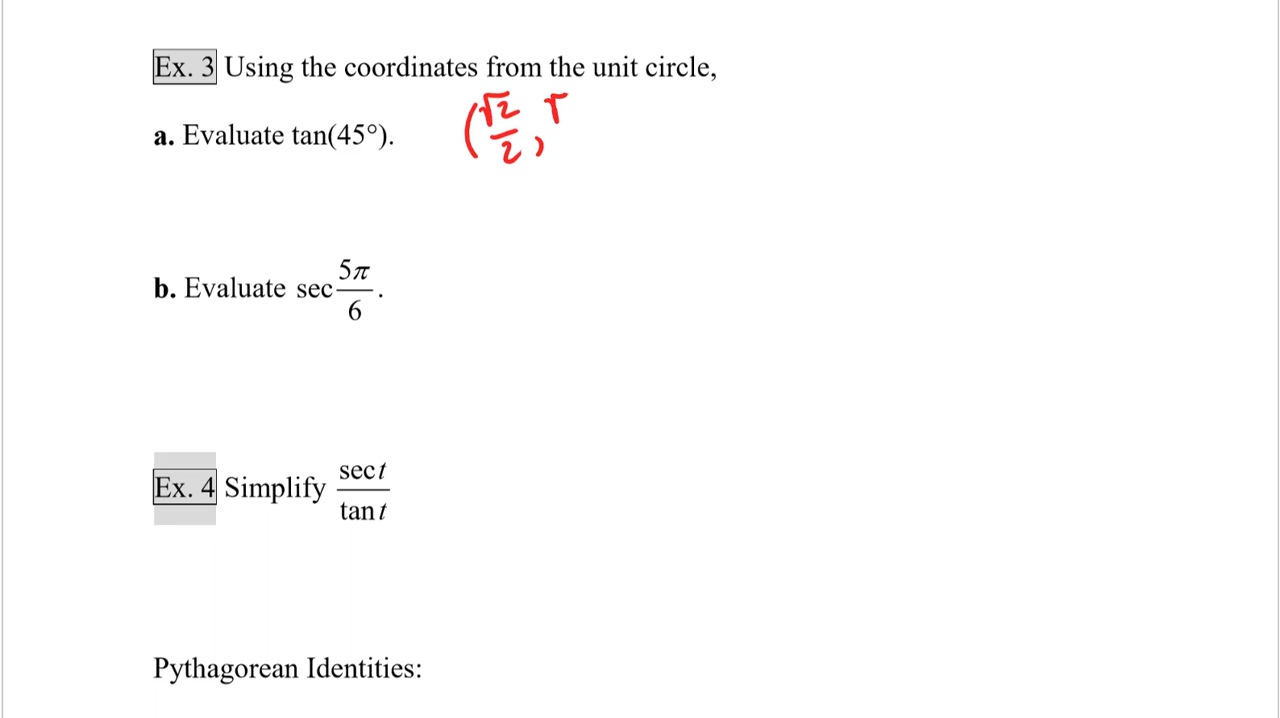 Ex. 3 Using the coordinates from the unit circle,
a. Evaluate tan(45°). (√2/2, √
b. Evaluate sec 5π/6.
Ex. 4 Simplify sec t/tan t
Pythagorean Identities: